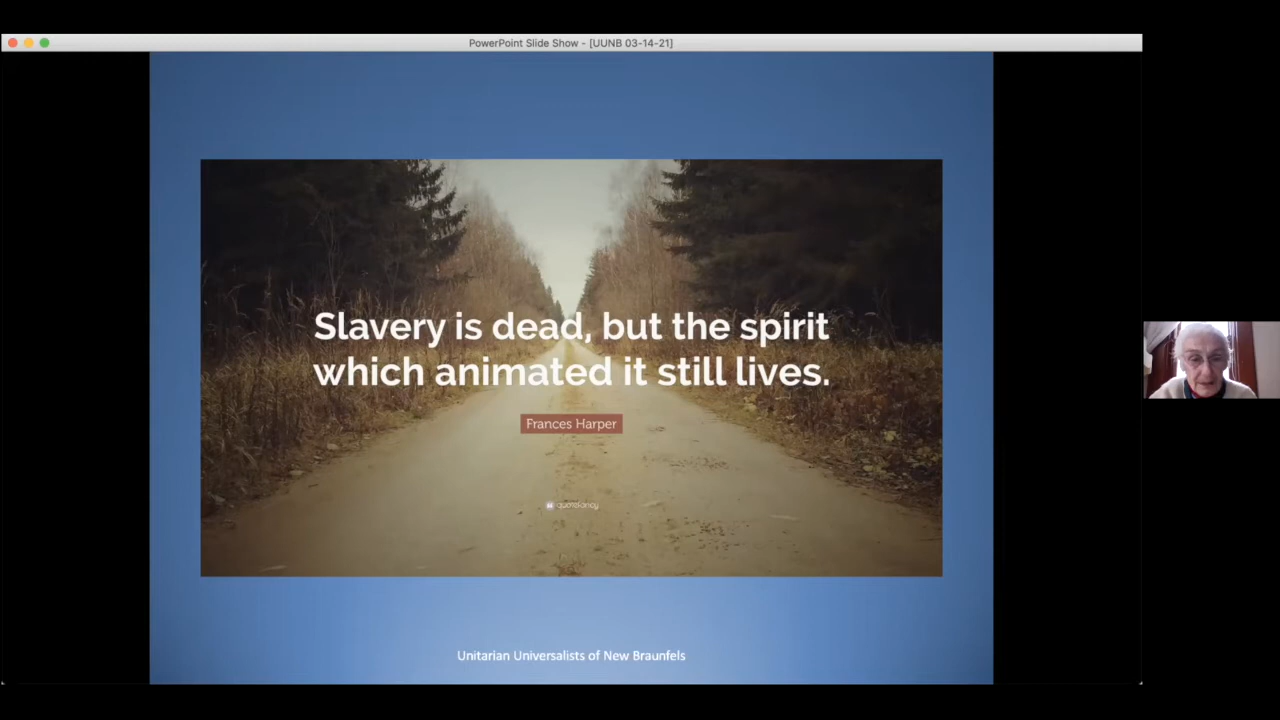 PowerPoint Slide Show - [UUNB 03-14-21]
Slavery is dead, but the spirit
which animated it still lives.
Frances Harper
quotefancy
Unitarian Universalists of New Braunfels